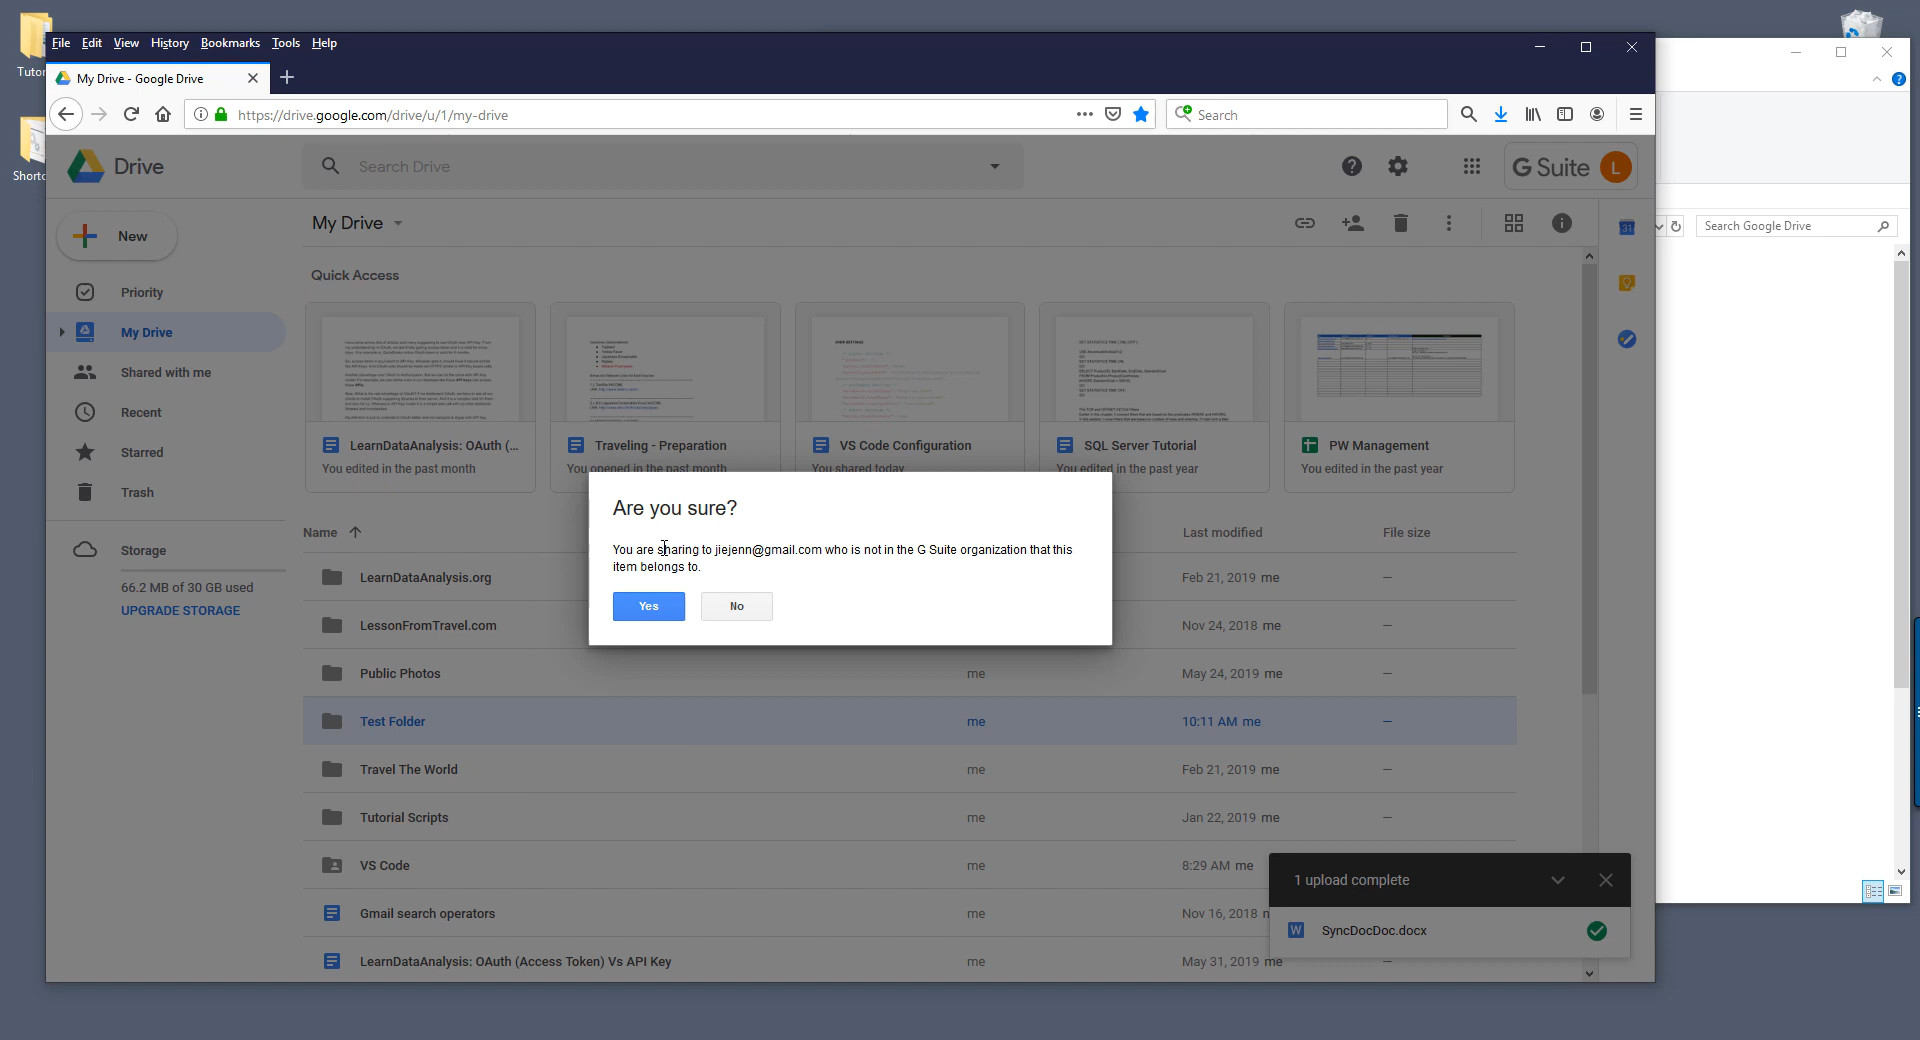 Tutor
Shortc
File Edit View History Bookmarks Tools Help
My Drive - Google Drive
https://drive.google.com/drive/u/1/my-drive
Search
Drive
Search Drive
G Suite L
New
My Drive
31
Search Google Drive
Priority
My Drive
Shared with me
Recent
Starred
Trash
Storage
66.2 MB of 30 GB used
UPGRADE STORAGE
Quick Access
USER SETTINGS
LearnDataAnalysis: OAuth (...
You edited in the past month
Traveling - Preparation
You opened in the past month
VS Code Configuration
You shared today
SQL Server Tutorial
You edited in the past year
PW Management
You edited in the past year
Are you sure?
You are sharing to jiejenn@gmail.com who is not in the G Suite organization that this
item belongs to.
Yes No
Name Last modified File size
LearnDataAnalysis.org Feb 21, 2019 me –
LessonFromTravel.com Nov 24, 2018 me –
Public Photos me May 24, 2019 me –
Test Folder me 10:11 AM me –
Travel The World me Feb 21, 2019 me –
Tutorial Scripts me Jan 22, 2019 me –
VS Code me 8:29 AM me
Gmail search operators me Nov 16, 2018
LearnDataAnalysis: OAuth (Access Token) Vs API Key me May 31, 2019 me –
1 upload complete
W SyncDocDoc.docx